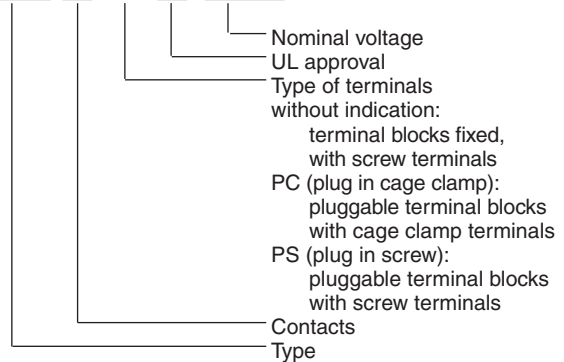 Nominal voltage
UL approval
Type of terminals
without indication:
terminal blocks fixed,
with screw terminals
PC (plug in cage clamp):
pluggable terminal blocks
with cage clamp terminals
PS (plug in screw):
pluggable terminal blocks
with screw terminals
Contacts
Type